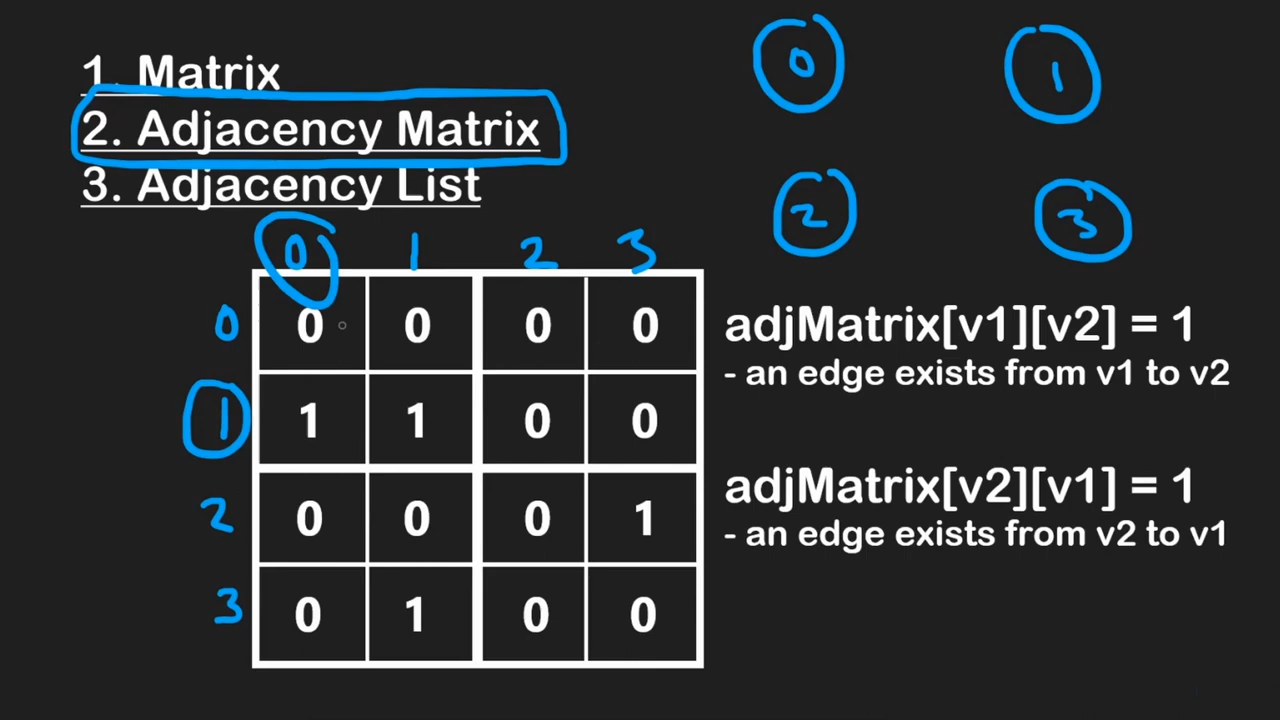 1. Matrix
2. Adjacency Matrix
3. Adjacency List
0 1
2 3
0 1 2 3
0 0 0 0 0
1 1 1 0 0
2 0 0 0 1
3 0 1 0 0
adjMatrix[v1][v2] = 1
- an edge exists from v1 to v2
adjMatrix[v2][v1] = 1
- an edge exists from v2 to v1